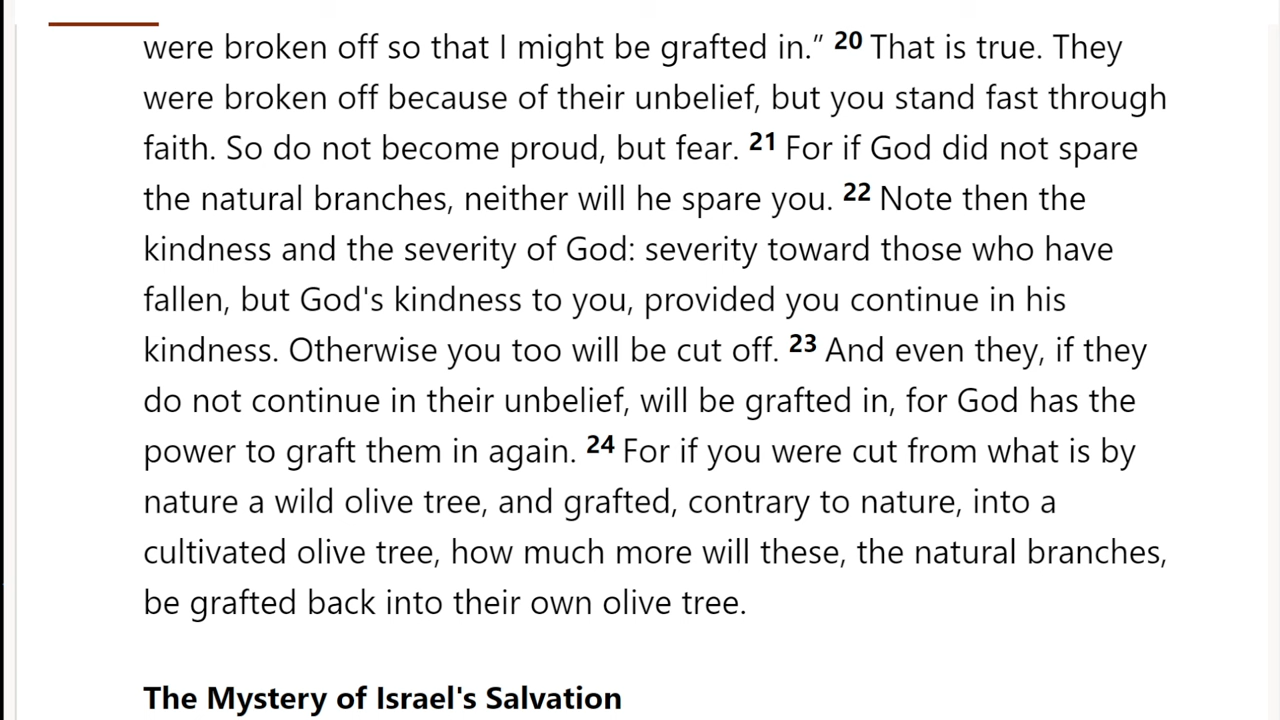 were broken off so that I might be grafted in.” 20 That is true. They
were broken off because of their unbelief, but you stand fast through
faith. So do not become proud, but fear. 21 For if God did not spare
the natural branches, neither will he spare you. 22 Note then the
kindness and the severity of God: severity toward those who have
fallen, but God's kindness to you, provided you continue in his
kindness. Otherwise you too will be cut off. 23 And even they, if they
do not continue in their unbelief, will be grafted in, for God has the
power to graft them in again. 24 For if you were cut from what is by
nature a wild olive tree, and grafted, contrary to nature, into a
cultivated olive tree, how much more will these, the natural branches,
be grafted back into their own olive tree.
The Mystery of Israel's Salvation